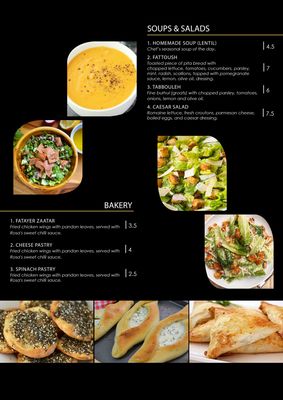 SOUPS & SALADS
1. HOMEMADE SOUP (LENTIL)
Chef's seasonal soup of the day.
4.5
2. FATTOUSH
Toasted piece of pita bread with
chopped lettuce, tomatoes, cucumbers, parsley,
mint, radish, scallions, topped with pomegranate
sauce, lemon, olive oil dressing.
7
3. TABBOULEH
Fine burhul (groats) with chopped parsley, tomatoes,
onions, lemon and olive oil.
6
4. CAESAR SALAD
Romaine lettuce, fresh croutons, parmesan cheese,
boiled eggs, and caesar dressing.
7.5
BAKERY
1. FATAYER ZAATAR
Fried chicken wings with pandan leaves, served with
Roza's sweet chili sauce.
3.5
2. CHEESE PASTRY
Fried chicken wings with pandan leaves, served with
Roza's sweet chili sauce.
4
3. SPINACH PASTRY
Fried chicken wings with pandan leaves, served with
Roza's sweet chili sauce.
2.5